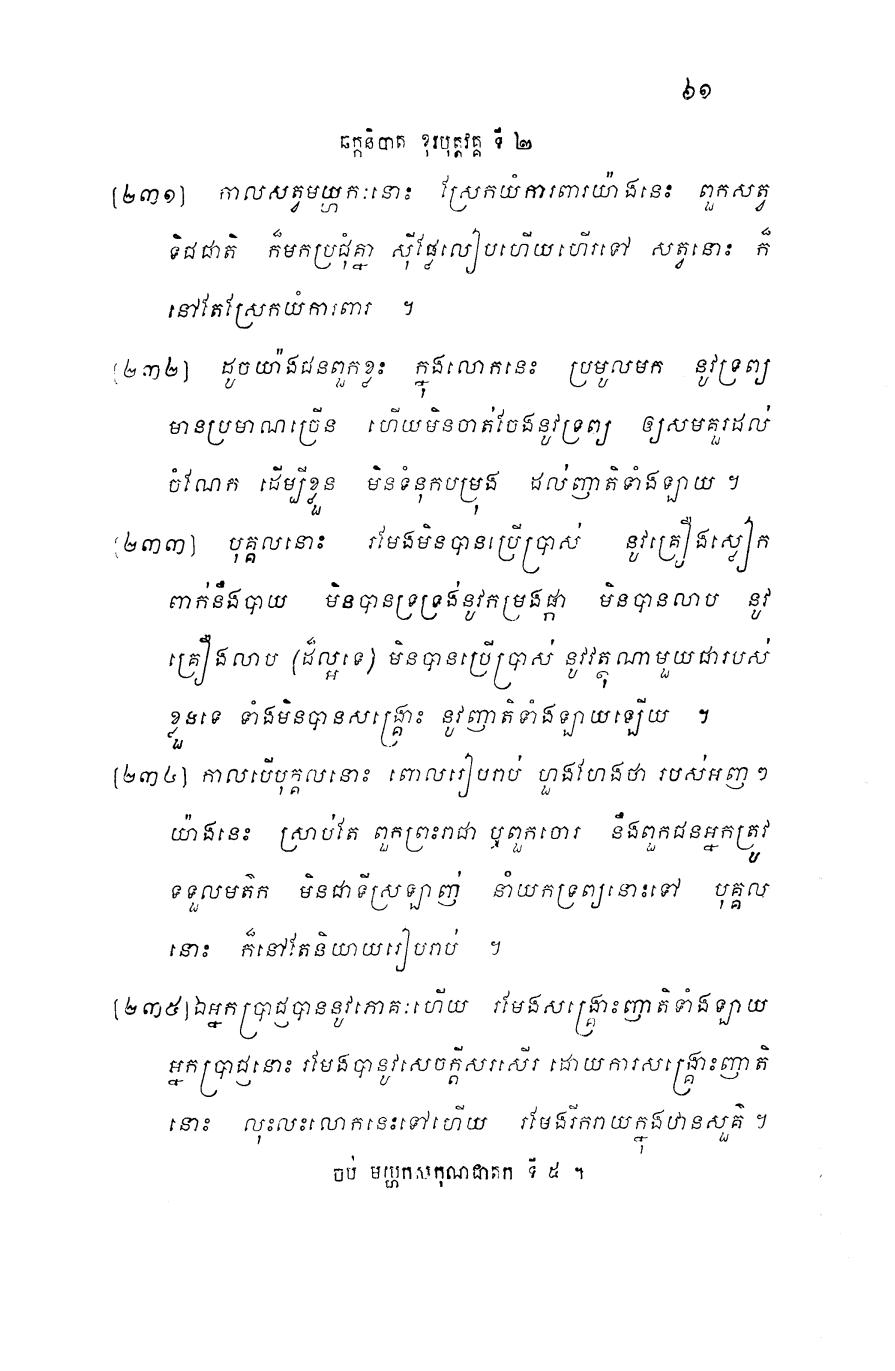 ៦១
ឆក្កនិបាត ខុរបុត្តវគ្គ ទី ២
[២៣១] កាលសត្វមយ្ហកៈនោះ ស្រែកយំការពារយ៉ាងនេះ ពួកសត្វ
ទិជជាតិ ក៏មកប្រជុំគ្នា ស៊ីផ្លែលៀបហើយហើរទៅ សត្វនោះ ក៏
នៅតែស្រែកយំការពារ ។
[២៣២] ដូចយ៉ាងជនពួកខ្លះ ក្នុងលោកនេះ ប្រមូលមក នូវទ្រព្យ
មានប្រមាណច្រើន ហើយមិនចាត់ចែងនូវទ្រព្យ ឲ្យសមគួរដល់
ចំណែក ដើម្បីខ្លួន មិនទំនុកបម្រុង ដល់ញាតិទាំងឡាយ ។
[២៣៣] បុគ្គលនោះ រមែងមិនបានប្រើប្រាស់ នូវគ្រឿងស្លៀក
ពាក់នឹងបាយ មិនបានទ្រទ្រង់នូវកម្រងផ្កា មិនបានលាប នូវ
គ្រឿងលាប (ដ៏ល្អទេ) មិនបានប្រើប្រាស់ នូវវត្ថុណាមួយជារបស់
ខ្លួនទេ ទាំងមិនបានសង្គ្រោះ នូវញាតិទាំងឡាយឡើយ ។
[២៣៤] កាលបើបុគ្គលនោះ ពោលរៀបរាប់ ហួងហែងថា របស់អញ ៗ
យ៉ាងនេះ ស្រាប់តែ ពួកព្រះរាជា ឬពួកចោរ នឹងពួកជនអ្នកត្រូវ
ទទួលមតិក មិនជាទីស្រឡាញ់ នាំយកទ្រព្យនោះទៅ បុគ្គល
នោះ ក៏នៅតែនិយាយរៀបរាប់ ។
[២៣៥] ឯអ្នកប្រាជ្ញបាននូវភោគៈហើយ រមែងសង្គ្រោះញាតិទាំងឡាយ
អ្នកប្រាជ្ញនោះ រមែងបានូវសេចក្តីសរសើរ ដោយការសង្គ្រោះញាតិ
នោះ លុះលះលោកនេះទៅហើយ រមែងរីករាយក្នុងឋានសួគ៌ ។
ចប់ មយ្ហកសកុណជាតក ទី ៥ ។